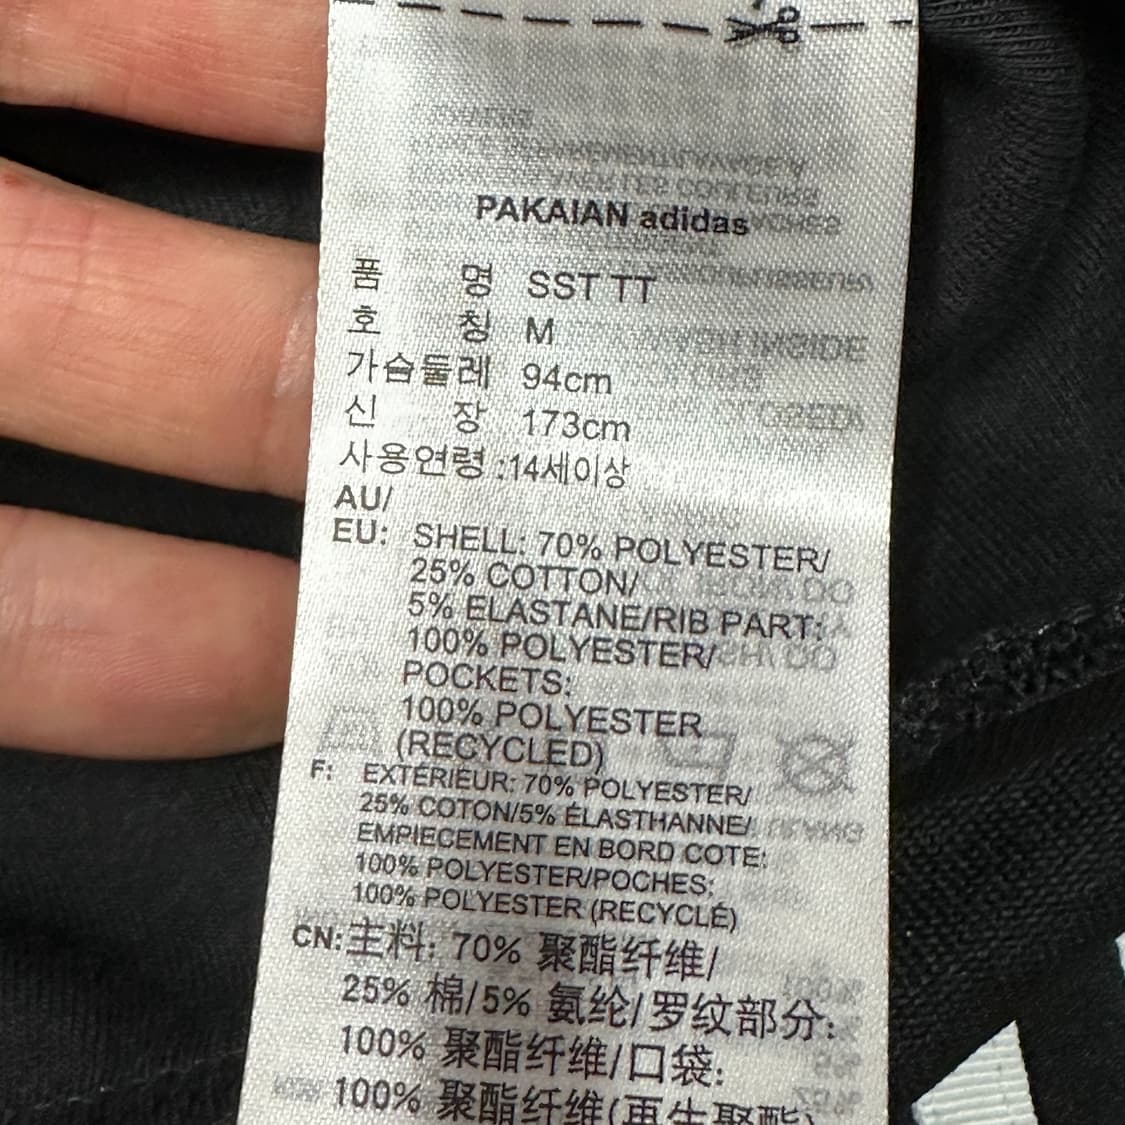 PAKAIAN adidas
품 명 SST TT
호 칭 M
가슴둘레 94cm
신 장 173cm
사용연령 :14세이상
AU/
EU: SHELL: 70% POLYESTER/
25% COTTON/
5% ELASTANE/RIB PART:
100% POLYESTER/
POCKETS:
100% POLYESTER
(RECYCLED)
F: EXTÉRIEUR: 70% POLYESTER/
25% COTON/5% ÉLASTHANNE/
EMPIECEMENT EN BORD COTE:
100% POLYESTER/POCHES:
100% POLYESTER (RECYCLÉ)
CN: 主料: 70% 聚酯纤维/
25% 棉/5% 氨纶/罗纹部分:
100% 聚酯纤维/口袋:
100% 聚酯纤维(再生聚酯)